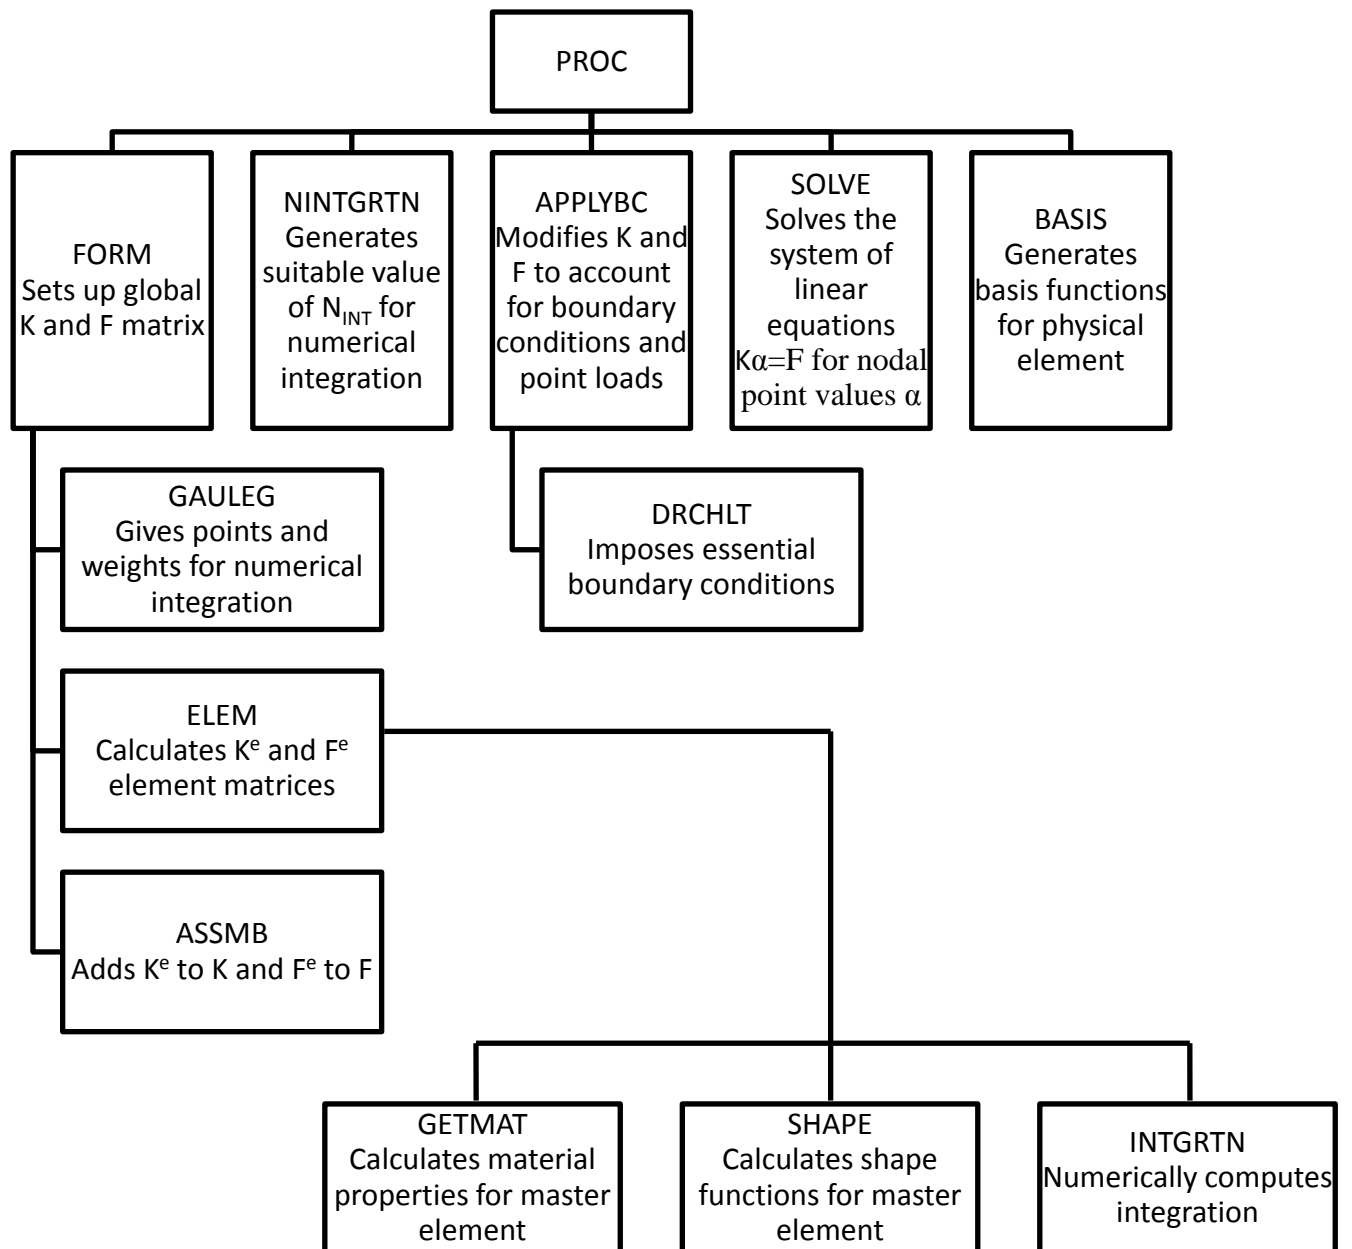 PROC
FORM
Sets up global
K and F matrix
NINTGRTN
Generates
suitable value
of N_INT for
numerical
integration
APPLYBC
Modifies K and
F to account
for boundary
conditions and
point loads
SOLVE
Solves the
system of
linear
equations
Kα=F for nodal
point values α
BASIS
Generates
basis functions
for physical
element
GAULEG
Gives points and
weights for numerical
integration
DRCHLT
Imposes essential
boundary conditions
ELEM
Calculates Kᵉ and Fᵉ
element matrices
ASSMB
Adds Kᵉ to K and Fᵉ to F
GETMAT
Calculates material
properties for master
element
SHAPE
Calculates shape
functions for master
element
INTGRTN
Numerically computes
integration